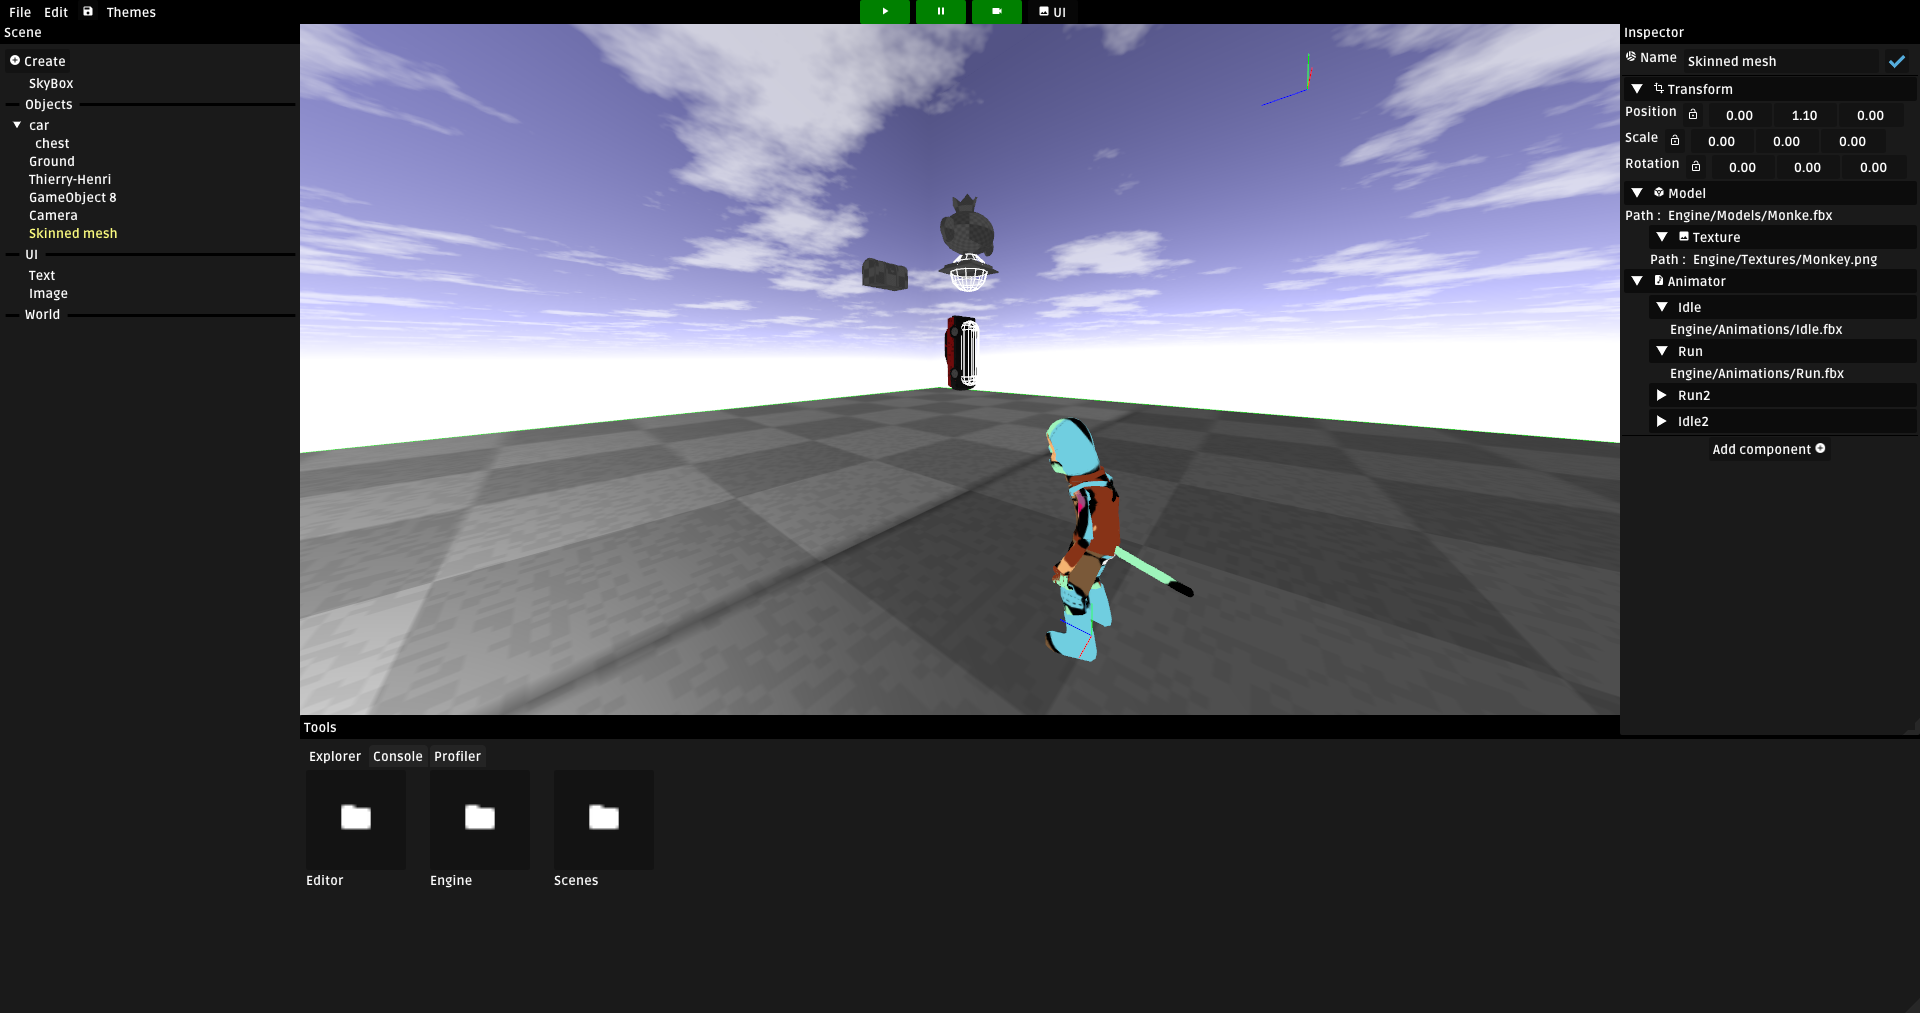 File Edit Themes UI
Scene
Create
SkyBox
Objects
car
chest
Ground
Thierry-Henri
GameObject 8
Camera
Skinned mesh
UI
Text
Image
World
Tools
Explorer Console Profiler
Editor Engine Scenes
Inspector
Name Skinned mesh
Transform
Position 0.00 1.10 0.00
Scale 0.00 0.00 0.00
Rotation 0.00 0.00 0.00
Model
Path : Engine/Models/Monke.fbx
Texture
Path : Engine/Textures/Monkey.png
Animator
Idle
Engine/Animations/Idle.fbx
Run
Engine/Animations/Run.fbx
Run2
Idle2
Add component